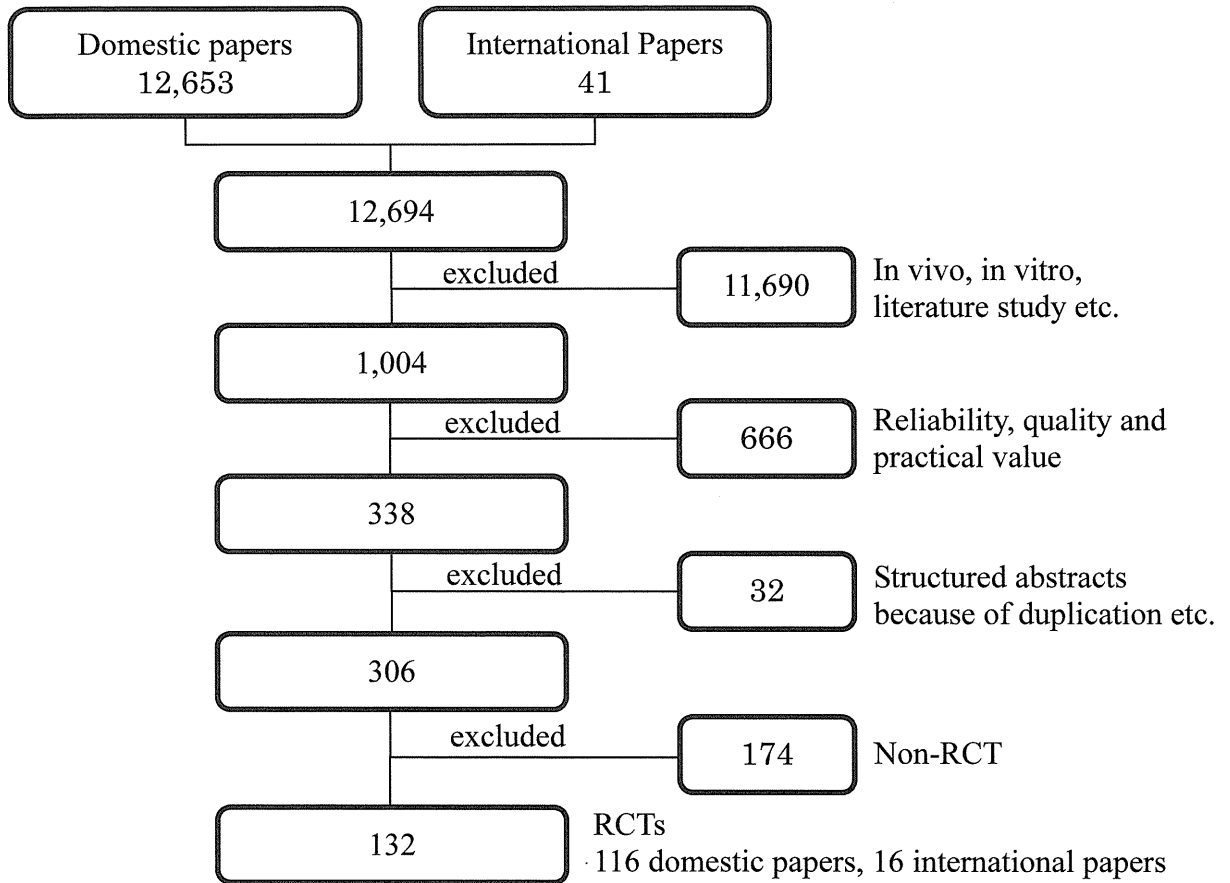 Domestic papers
12,653
International Papers
41
12,694
excluded
11,690
In vivo, in vitro,
literature study etc.
1,004
excluded
666
Reliability, quality and
practical value
338
excluded
32
Structured abstracts
because of duplication etc.
306
excluded
174
Non-RCT
132
RCTs
116 domestic papers, 16 international papers